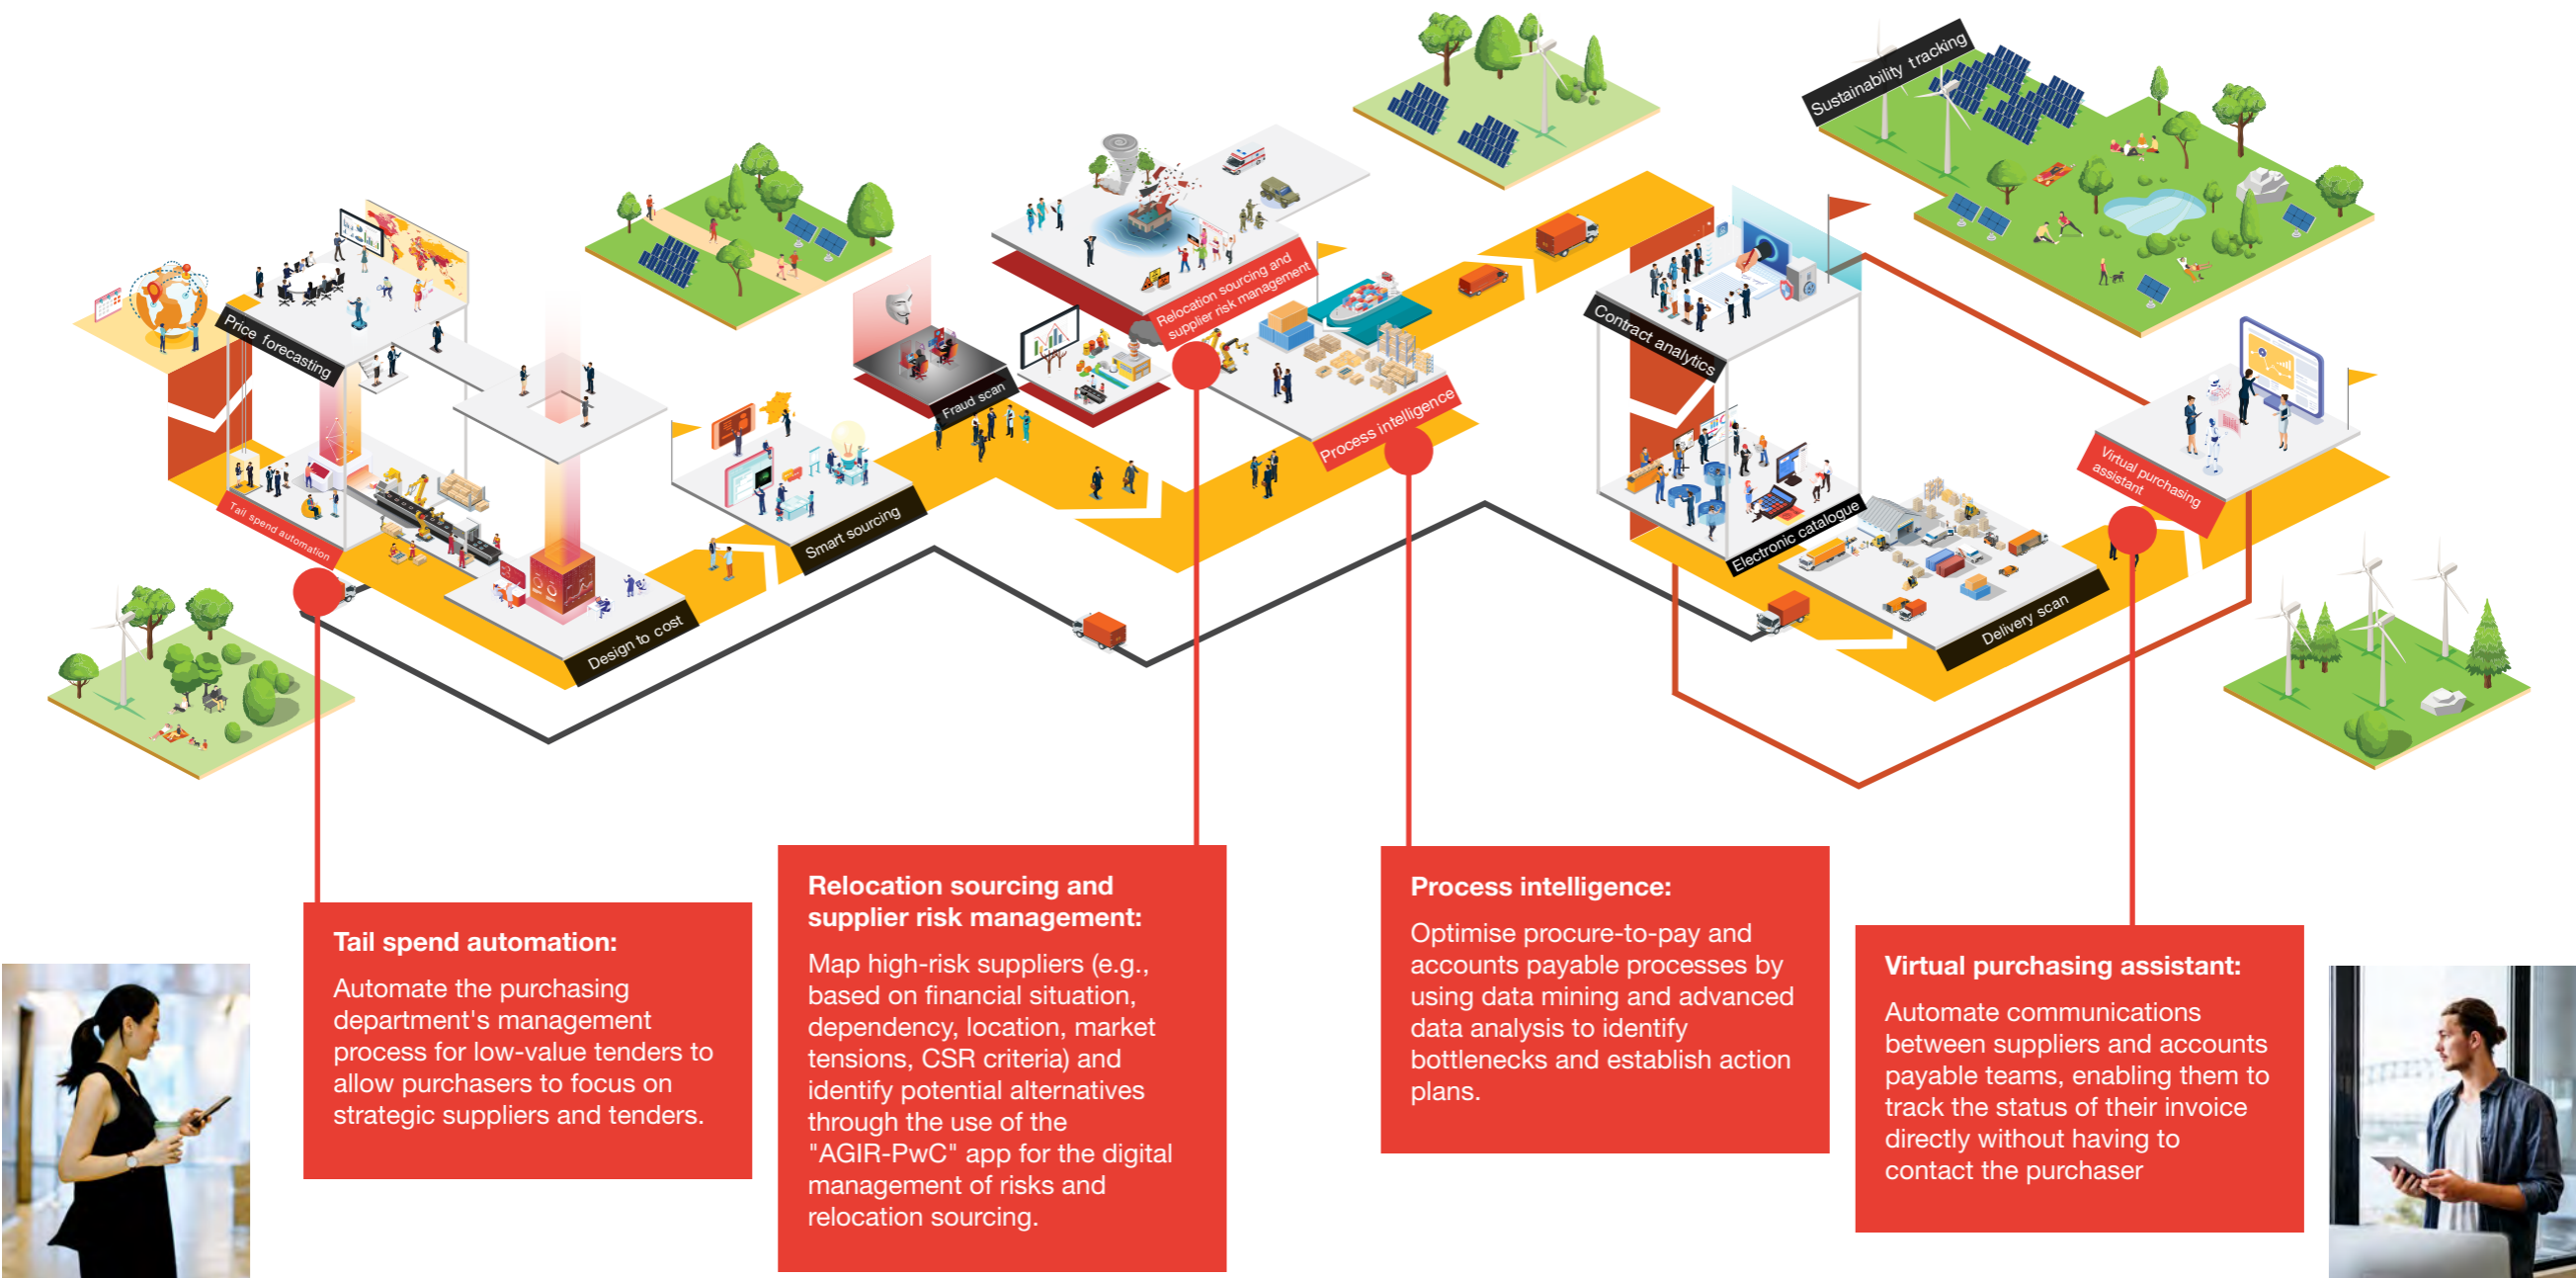 Sustainability tracking
Price forecasting
Relocation sourcing and
supplier risk management
Contract analytics
Fraud scan
Process intelligence
Virtual purchasing
assistant
Tail spend automation
Smart sourcing
Electronic catalogue
Design to cost
Delivery scan
Tail spend automation:
Automate the purchasing
department's management
process for low-value tenders to
allow purchasers to focus on
strategic suppliers and tenders.
Relocation sourcing and
supplier risk management:
Map high-risk suppliers (e.g.,
based on financial situation,
dependency, location, market
tensions, CSR criteria) and
identify potential alternatives
through the use of the
"AGIR-PwC" app for the digital
management of risks and
relocation sourcing.
Process intelligence:
Optimise procure-to-pay and
accounts payable processes by
using data mining and advanced
data analysis to identify
bottlenecks and establish action
plans.
Virtual purchasing assistant:
Automate communications
between suppliers and accounts
payable teams, enabling them to
track the status of their invoice
directly without having to
contact the purchaser